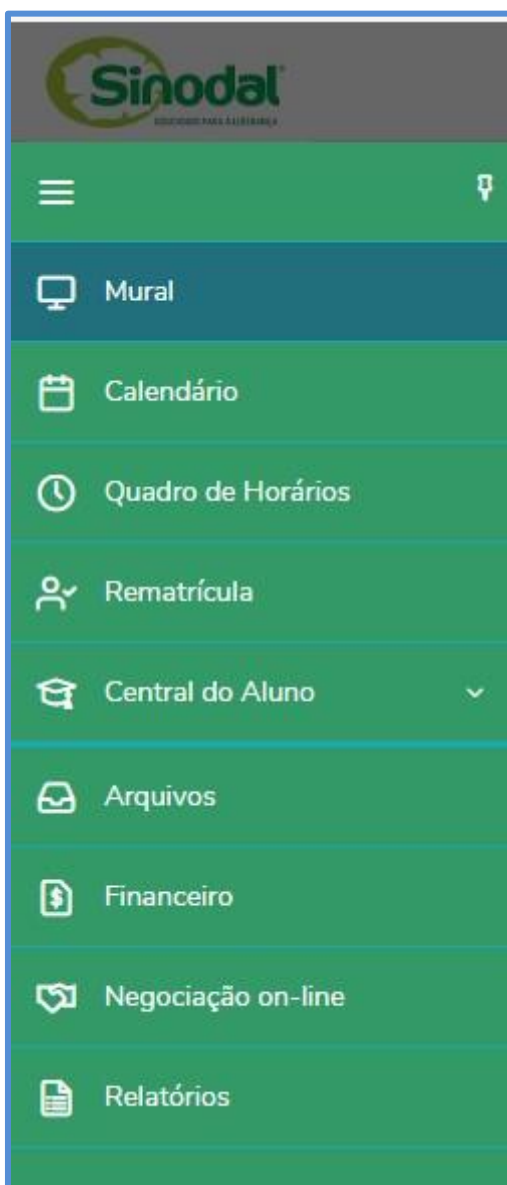 Sinodal
Mural
Calendário
Quadro de Horários
Rematrícula
Central do Aluno
Arquivos
Financeiro
Negociação on-line
Relatórios